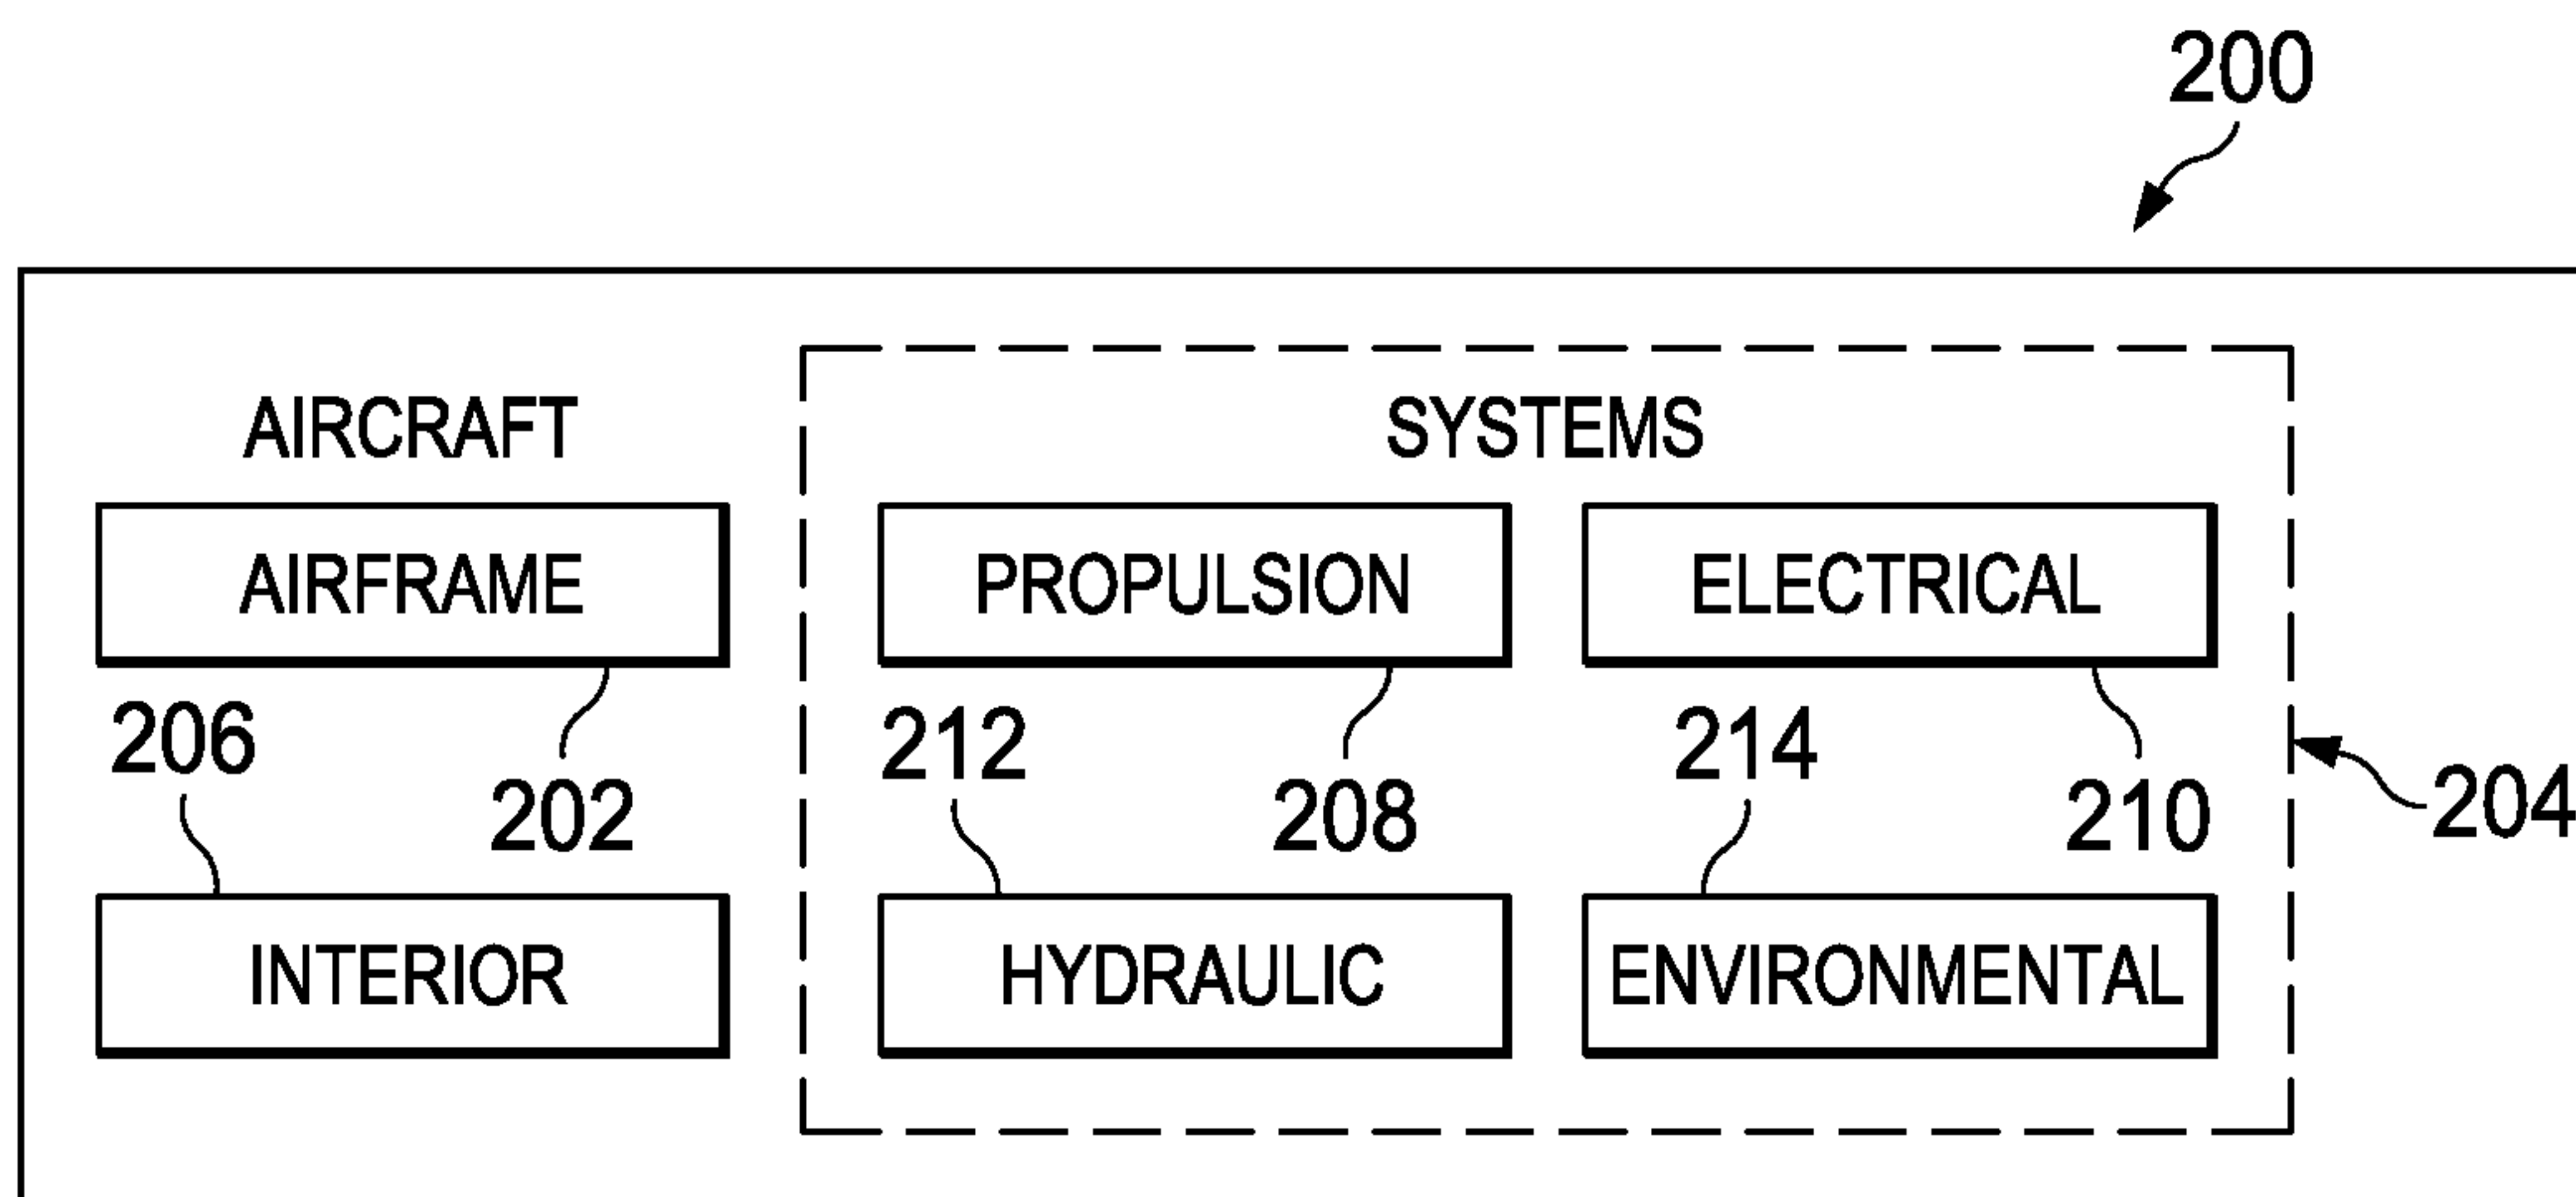 200
AIRCRAFT
SYSTEMS
AIRFRAME
PROPULSION
ELECTRICAL
206
202
212
208
214
210
204
INTERIOR
HYDRAULIC
ENVIRONMENTAL